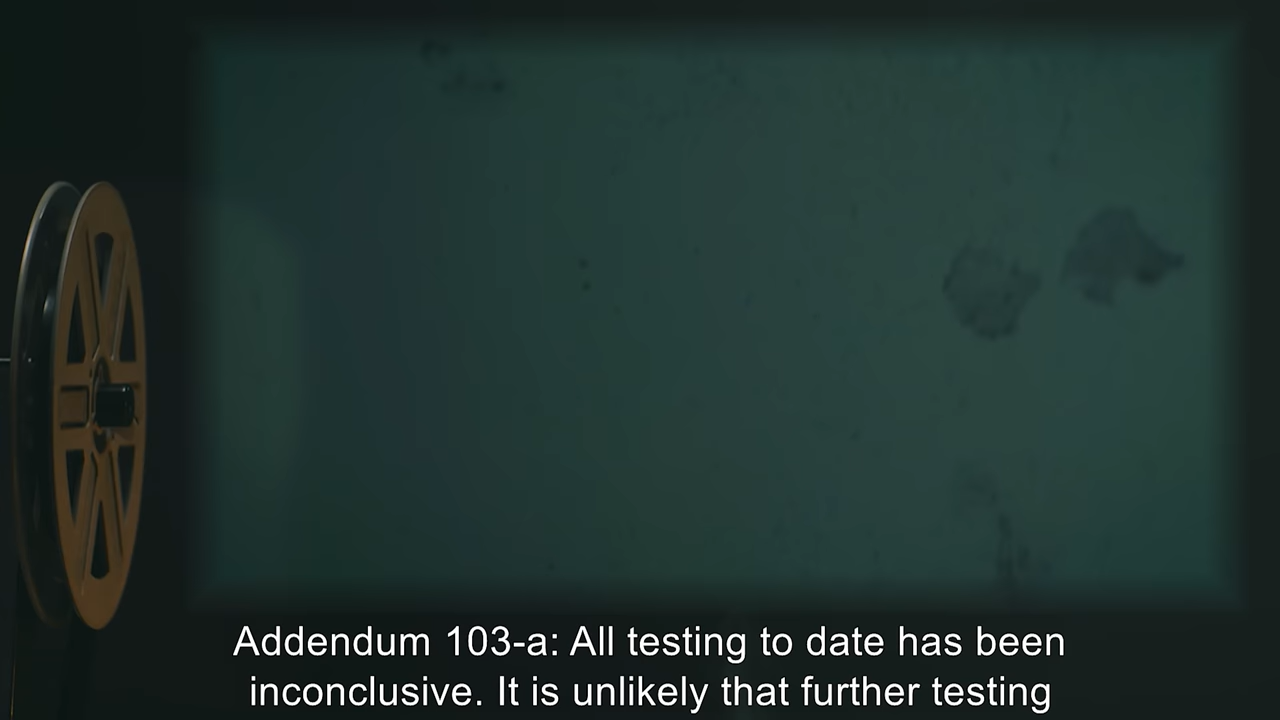 Addendum 103-a: All testing to date has been
inconclusive. It is unlikely that further testing